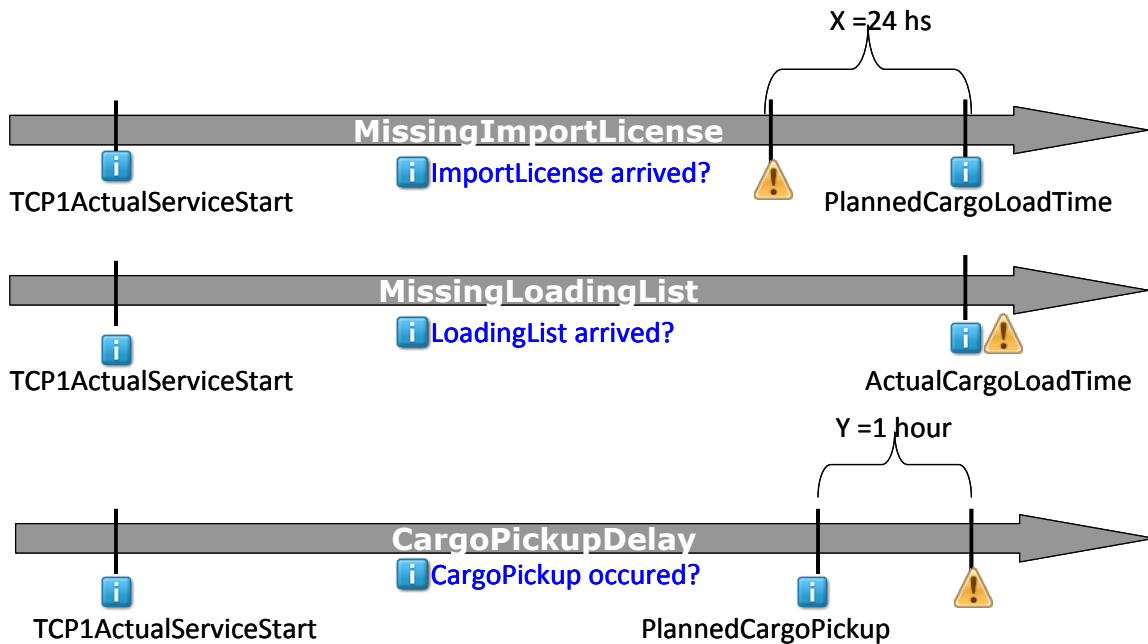 X =24 hs
MissingImportLicense
i ImportLicense arrived?
i
i
TCP1ActualServiceStart
PlannedCargoLoadTime
MissingLoadingList
i LoadingList arrived?
i
i
TCP1ActualServiceStart
ActualCargoLoadTime
Y =1 hour
CargoPickupDelay
i CargoPickup occured?
i
i
TCP1ActualServiceStart
PlannedCargoPickup